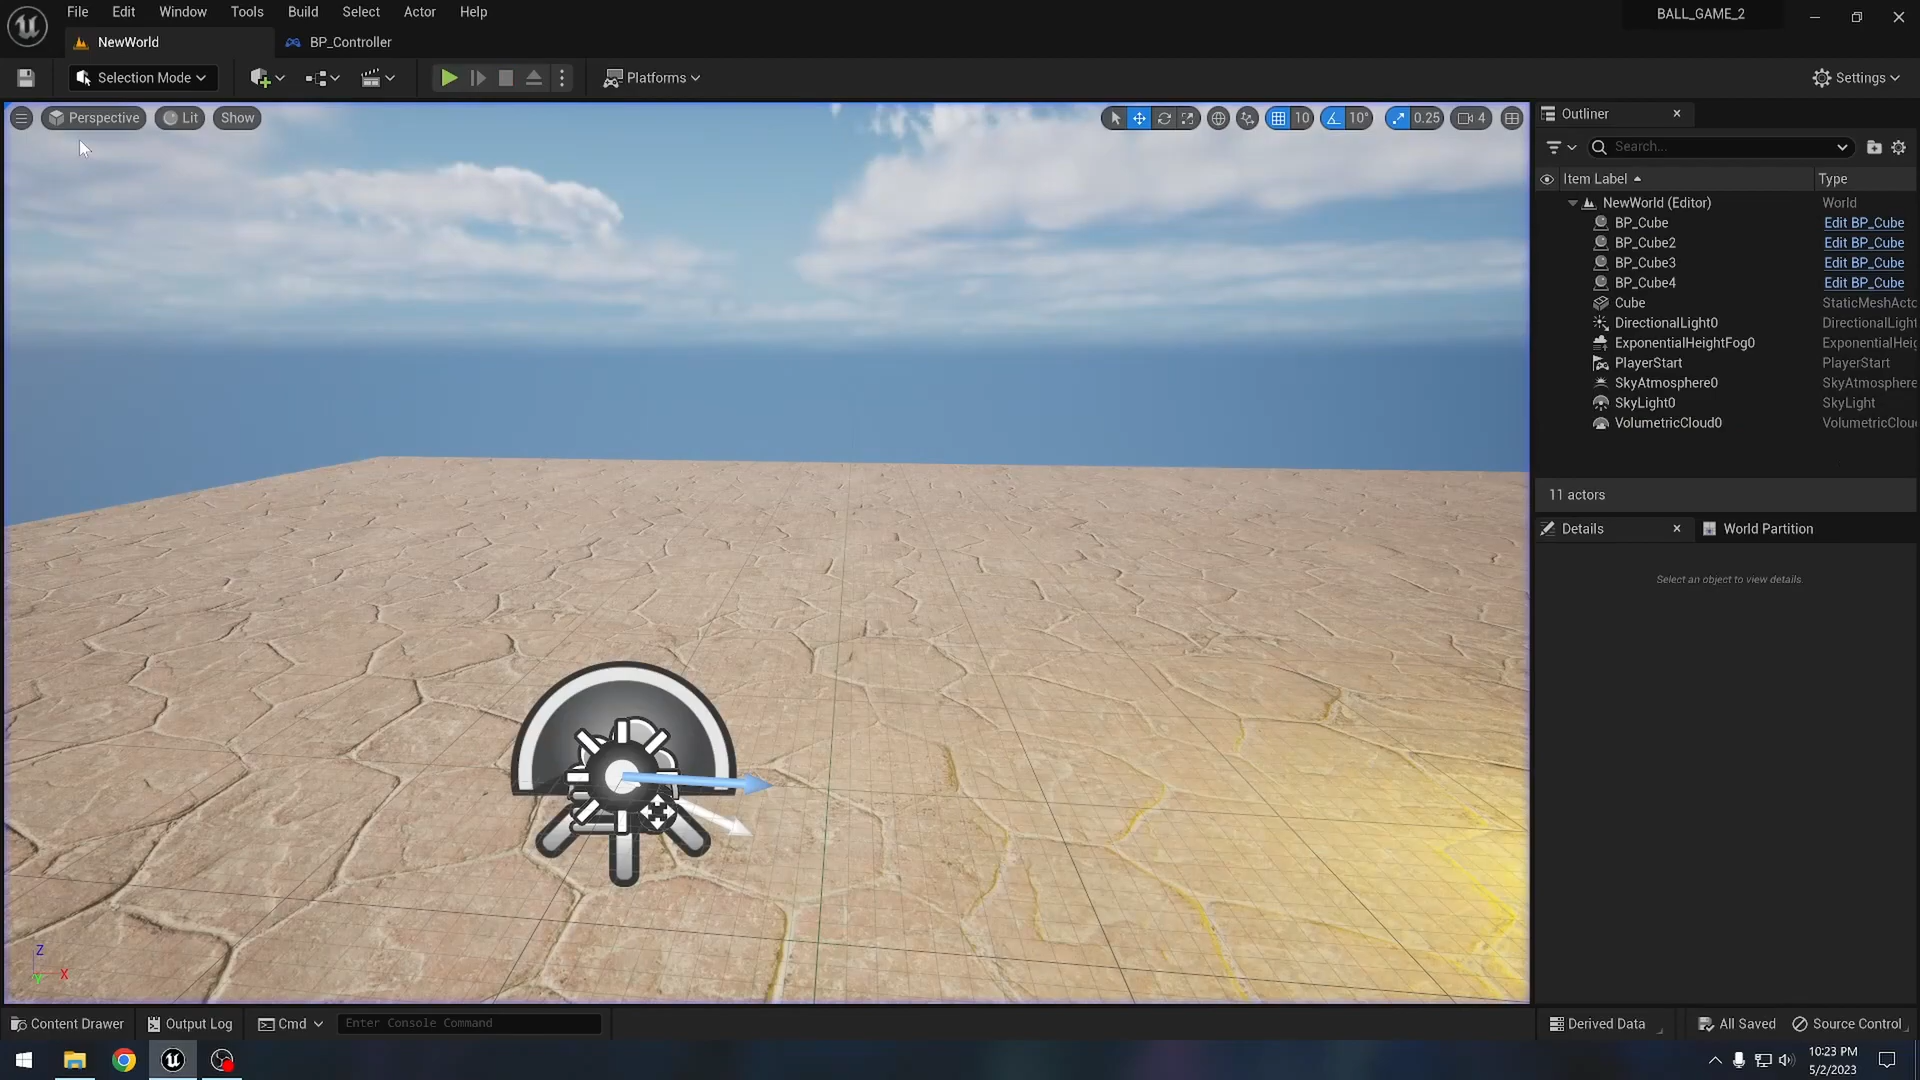 File Edit Window Tools Build Select Actor Help
BALL_GAME_2
NewWorld
BP_Controller
Selection Mode
Platforms
Settings
Perspective
Lit
Show
10
10°
0.25
4
Outliner
Search...
Item Label
Type
NewWorld (Editor) World
BP_Cube Edit BP_Cube
BP_Cube2 Edit BP_Cube
BP_Cube3 Edit BP_Cube
BP_Cube4 Edit BP_Cube
Cube StaticMeshActo
DirectionalLight0 DirectionalLight
ExponentialHeightFog0 ExponentialHeig
PlayerStart PlayerStart
SkyAtmosphere0 SkyAtmosphere
SkyLight0 SkyLight
VolumetricCloud0 VolumetricClou
11 actors
Details
World Partition
Select an object to view details.
Z
Y
X
Content Drawer
Output Log
Cmd
Enter Console Command
Derived Data
All Saved
Source Control
10:23 PM
5/2/2023